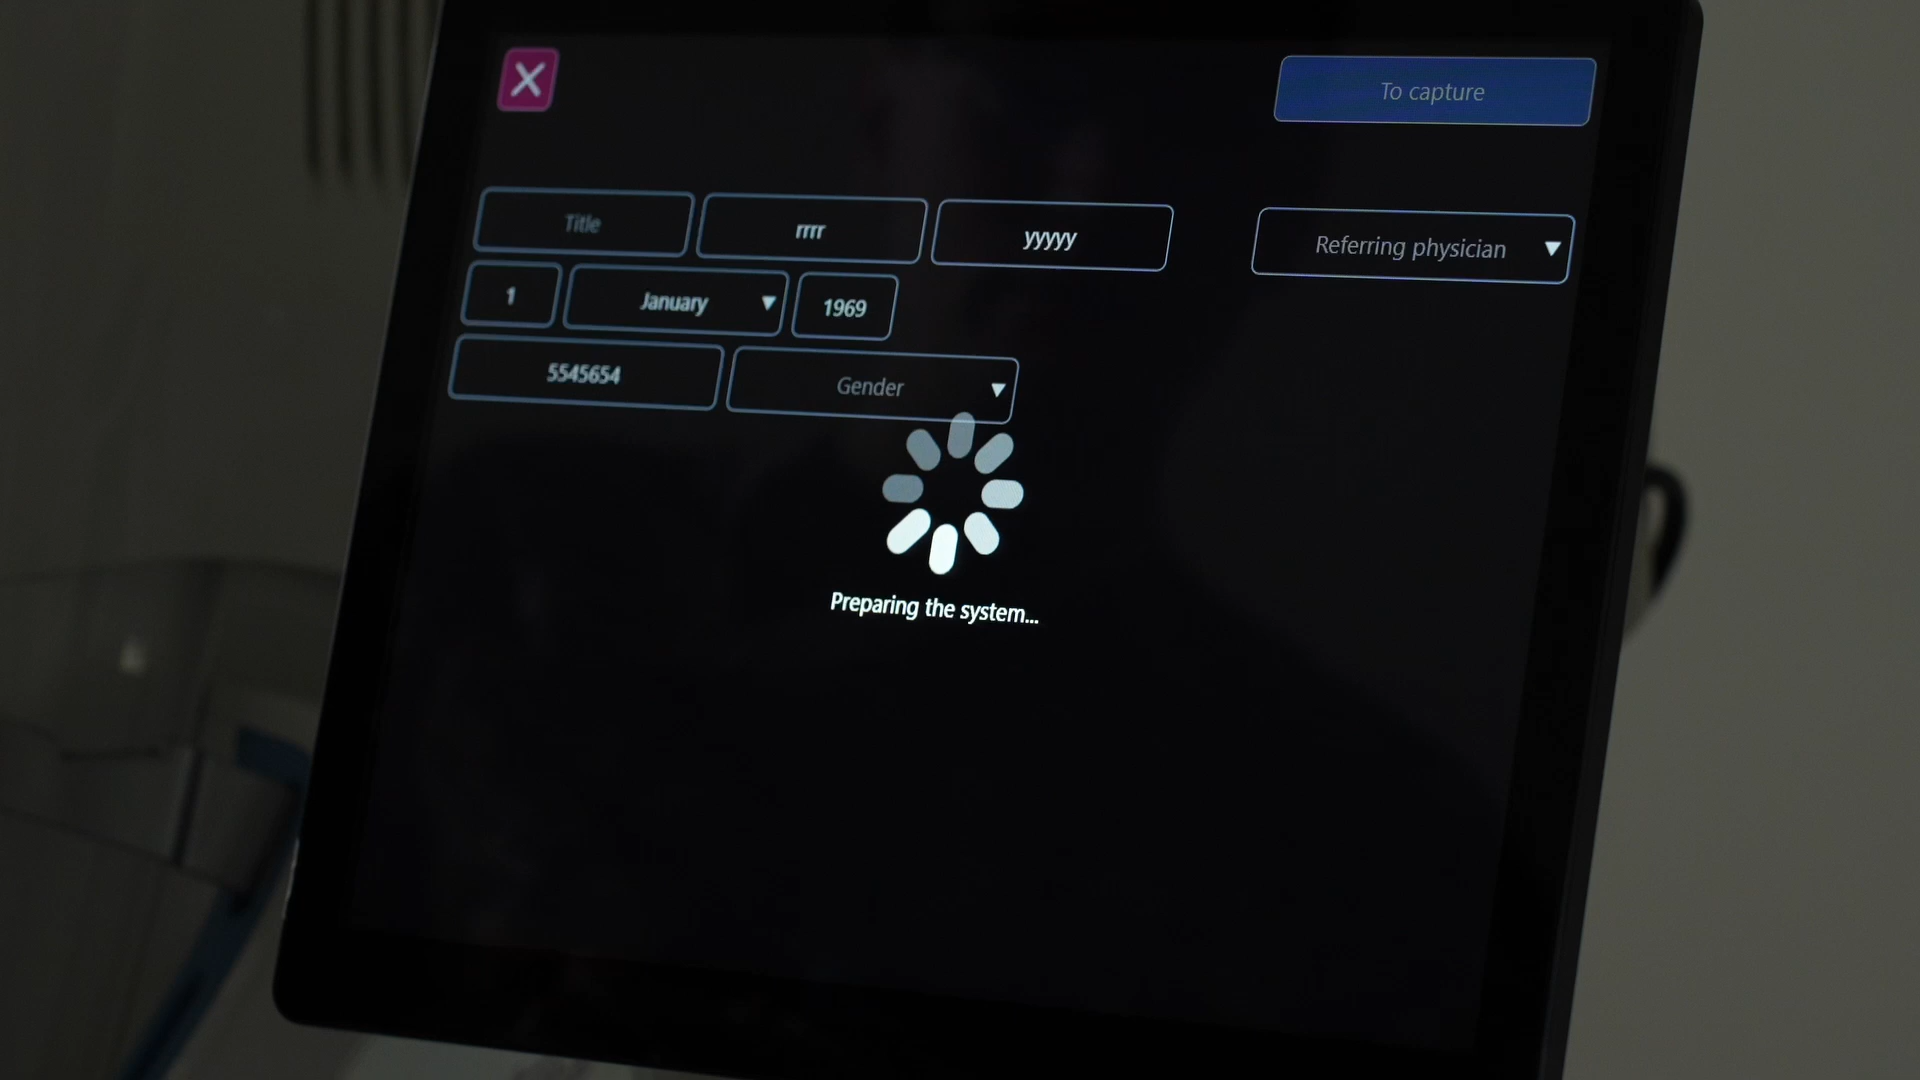 To capture
Title rrrr yyyyy Referring physician
1 January 1969
5545654 Gender
Preparing the system...